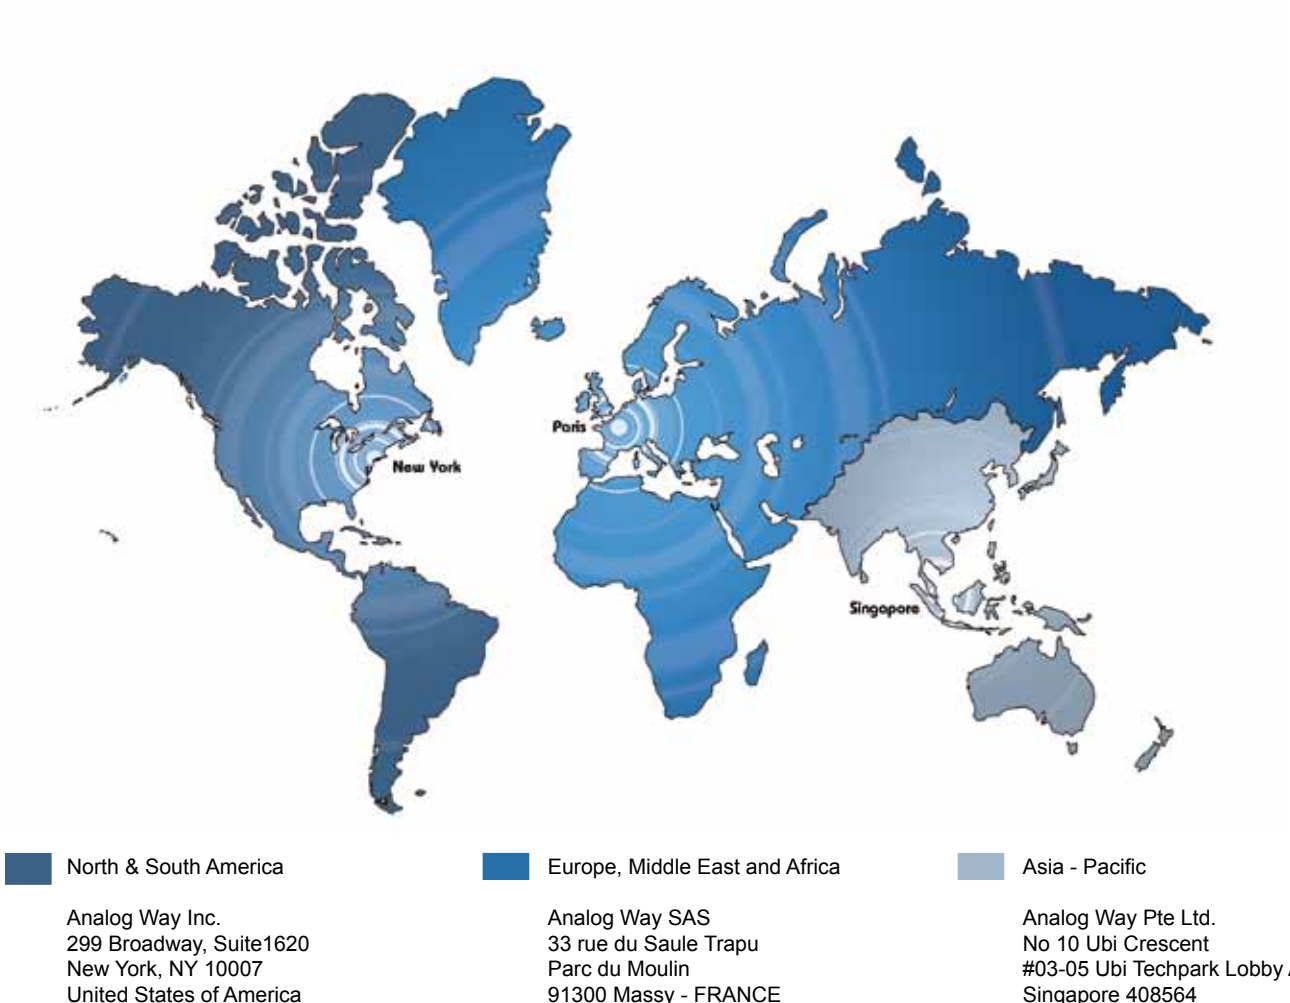 Paris
New York
Singapore
North & South America
Analog Way Inc.
299 Broadway, Suite1620
New York, NY 10007
United States of America
Europe, Middle East and Africa
Analog Way SAS
33 rue du Saule Trapu
Parc du Moulin
91300 Massy - FRANCE
Asia - Pacific
Analog Way Pte Ltd.
No 10 Ubi Crescent
#03-05 Ubi Techpark Lobby
Singapore 408564